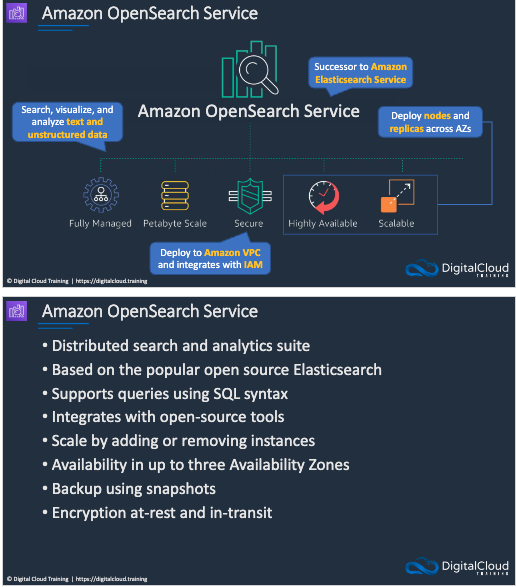 Amazon OpenSearch Service
Successor to Amazon
Elasticsearch Service
Search, visualize, and
analyze text and
unstructured data
Amazon OpenSearch Service
Deploy nodes and
replicas across AZs
Fully Managed
Petabyte Scale
Secure
Highly Available
Scalable
Deploy to Amazon VPC
and integrates with IAM
© Digital Cloud Training | https://digitalcloud.training
DigitalCloud
TRAINING
Amazon OpenSearch Service
• Distributed search and analytics suite
• Based on the popular open source Elasticsearch
• Supports queries using SQL syntax
• Integrates with open-source tools
• Scale by adding or removing instances
• Availability in up to three Availability Zones
• Backup using snapshots
• Encryption at-rest and in-transit
© Digital Cloud Training | https://digitalcloud.training
DigitalCloud
TRAINING